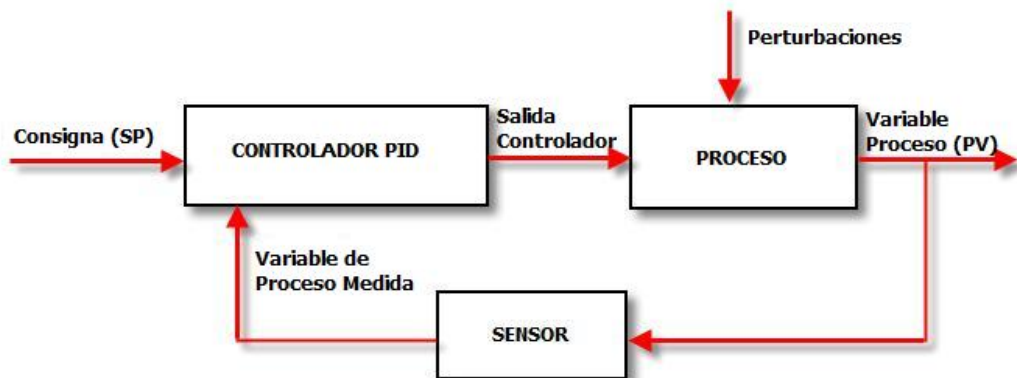 Perturbaciones
Consigna (SP)
CONTROLADOR PID
Salida
Controlador
PROCESO
Variable
Proceso (PV)
Variable de
Proceso Medida
SENSOR